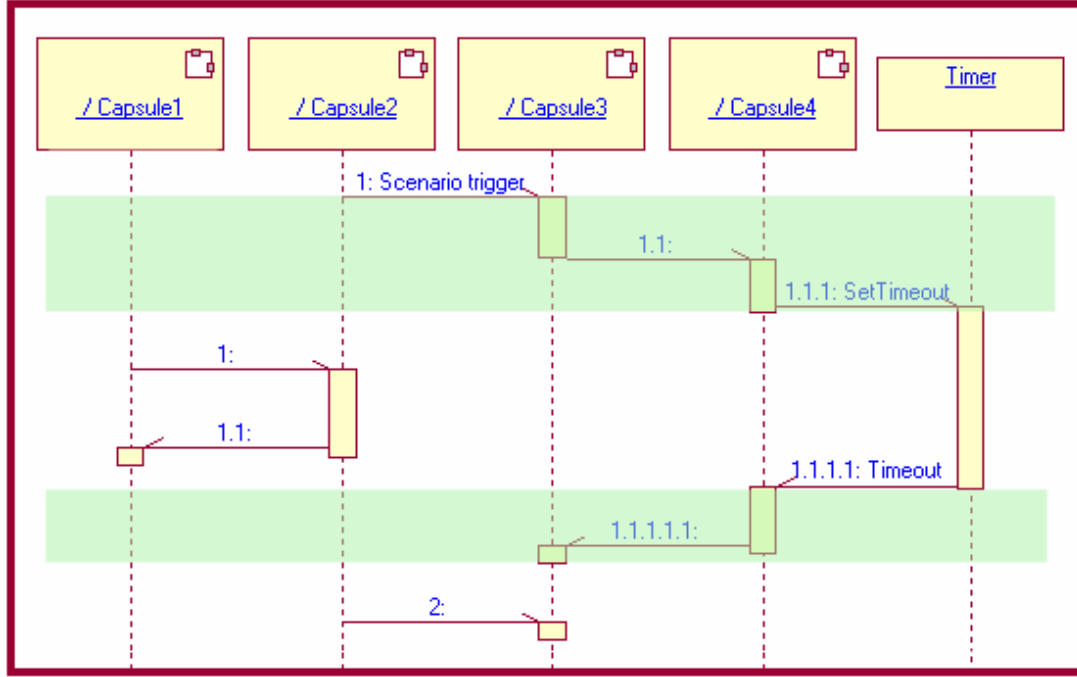 / Capsule1
/ Capsule2
/ Capsule3
/ Capsule4
Timer
1: Scenario trigger
1.1:
1.1.1: SetTimeout
1:
1.1:
1.1.1.1: Timeout
1.1.1.1.1:
2: